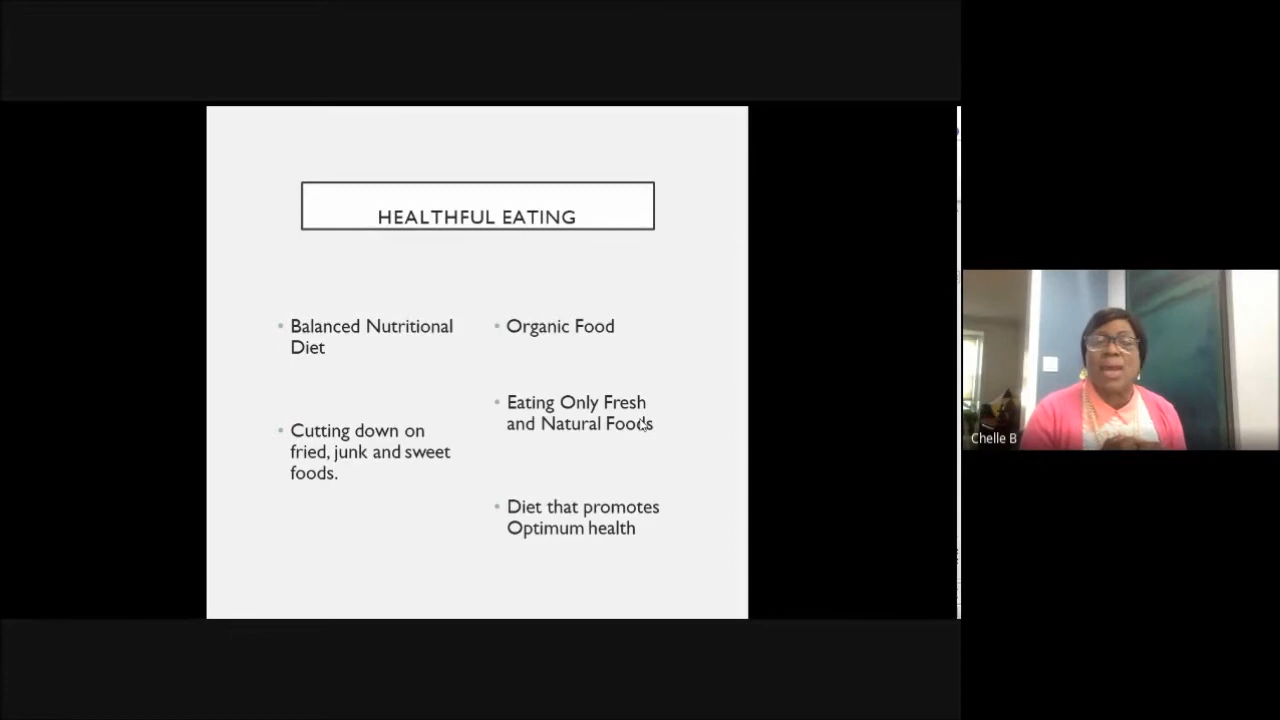 HEALTHFUL EATING
Balanced Nutritional
Diet
Cutting down on
fried, junk and sweet
foods.
Organic Food
Eating Only Fresh
and Natural Foods
Diet that promotes
Optimum health
Chelle B